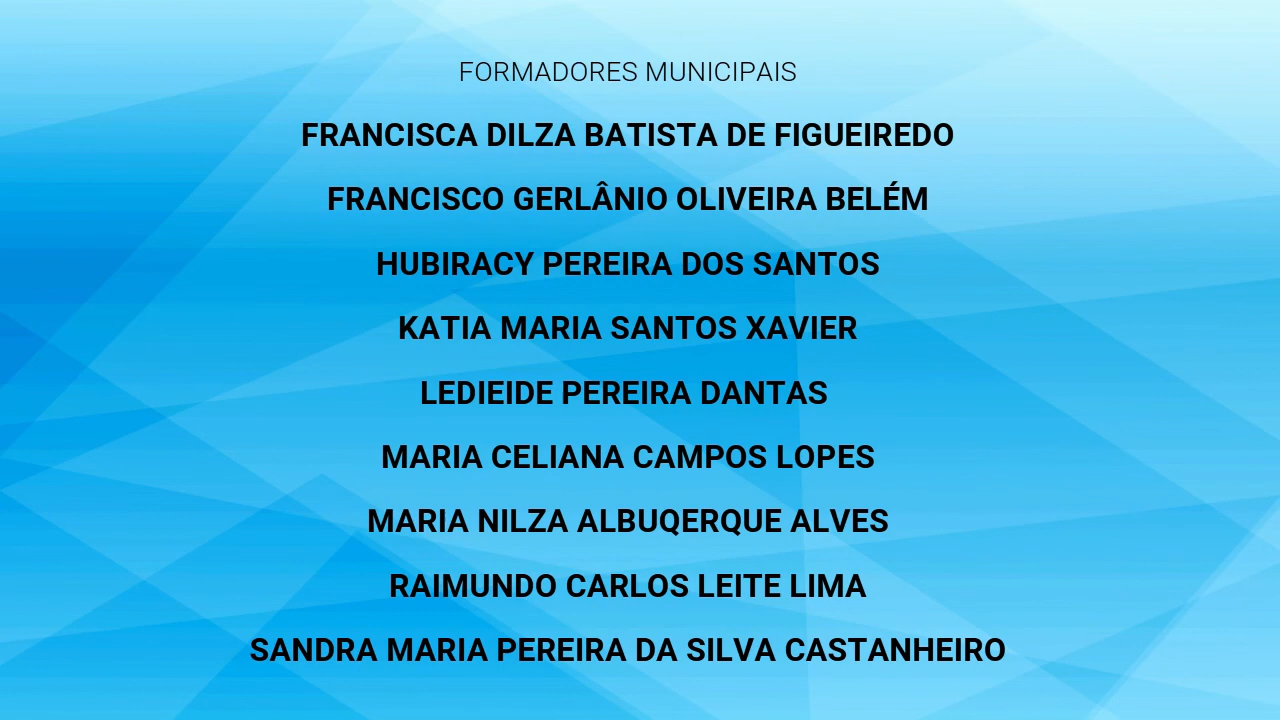 FORMADORES MUNICIPAIS
FRANCISCA DILZA BATISTA DE FIGUEIREDO
FRANCISCO GERLÂNIO OLIVEIRA BELÉM
HUBIRACY PEREIRA DOS SANTOS
KATIA MARIA SANTOS XAVIER
LEDIEIDE PEREIRA DANTAS
MARIA CELIANA CAMPOS LOPES
MARIA NILZA ALBUQERQUE ALVES
RAIMUNDO CARLOS LEITE LIMA
SANDRA MARIA PEREIRA DA SILVA CASTANHEIRO